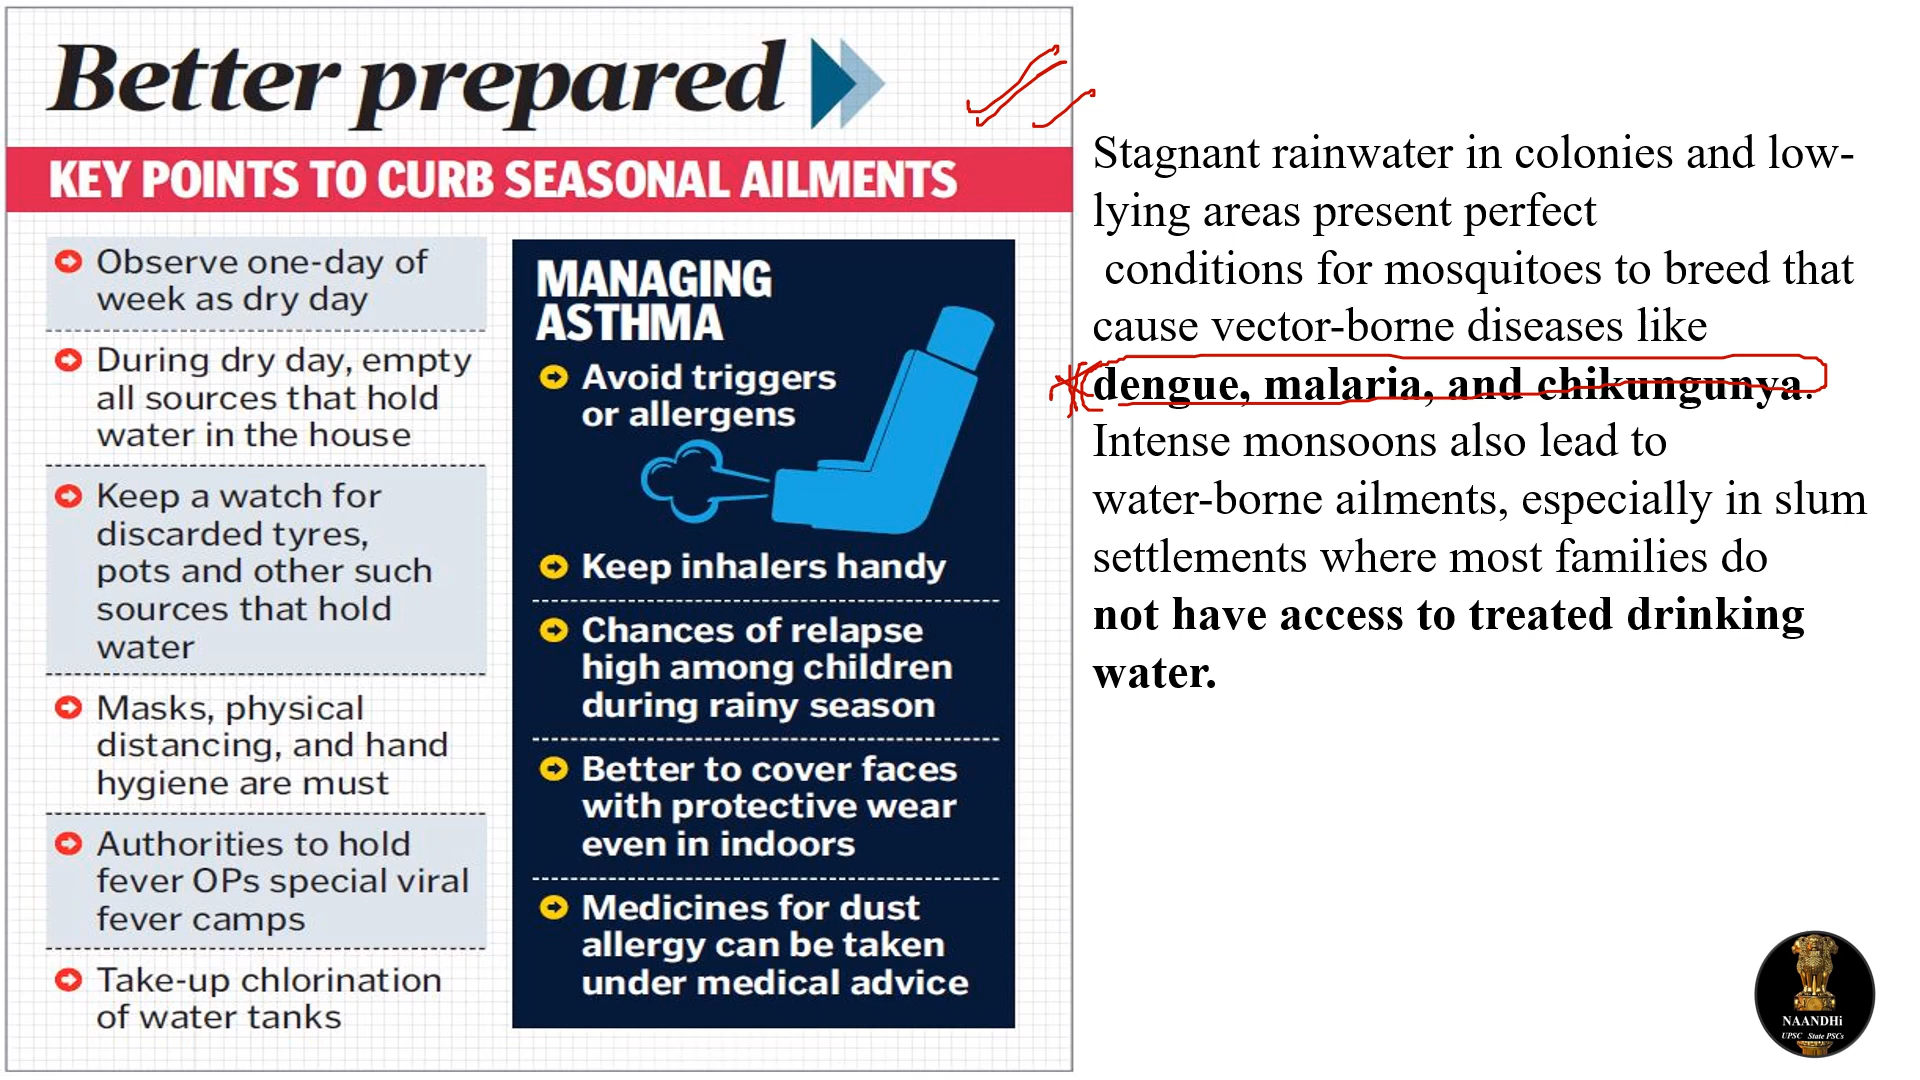 Better prepared
KEY POINTS TO CURB SEASONAL AILMENTS
Observe one-day of
week as dry day
During dry day, empty
all sources that hold
water in the house
Keep a watch for
discarded tyres,
pots and other such
sources that hold
water
Masks, physical
distancing, and hand
hygiene are must
Authorities to hold
fever OPs special viral
fever camps
Take-up chlorination
of water tanks
MANAGING
ASTHMA
Avoid triggers
or allergens
Keep inhalers handy
Chances of relapse
high among children
during rainy season
Better to cover faces
with protective wear
even in indoors
Medicines for dust
allergy can be taken
under medical advice
Stagnant rainwater in colonies and low-
lying areas present perfect
conditions for mosquitoes to breed that
cause vector-borne diseases like
dengue, malaria, and chikungunya.
Intense monsoons also lead to
water-borne ailments, especially in slum
settlements where most families do
not have access to treated drinking
water.
NAANDHi
UPSC State PSCs